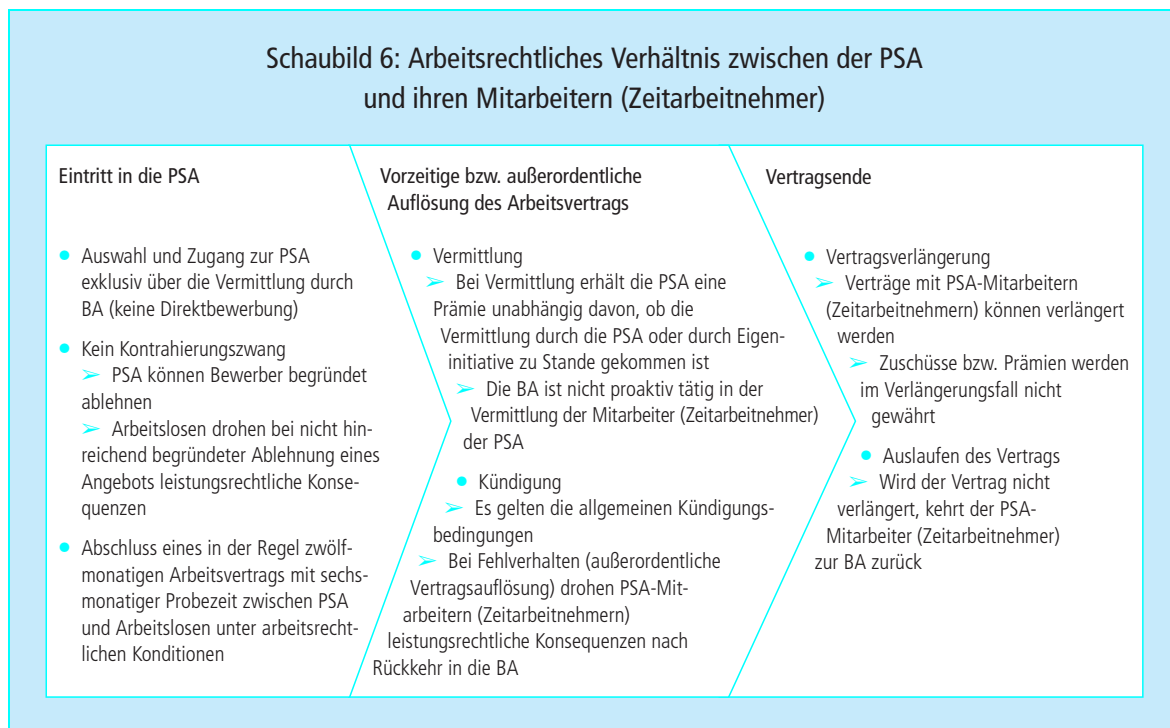 Schaubild 6: Arbeitsrechtliches Verhältnis zwischen der PSA
und ihren Mitarbeitern (Zeitarbeitnehmer)
Eintritt in die PSA
● Auswahl und Zugang zur PSA
exklusiv über die Vermittlung durch
BA (keine Direktbewerbung)
● Kein Kontrahierungszwang
➢ PSA können Bewerber begründet
ablehnen
➢ Arbeitslosen drohen bei nicht hin-
reichend begründeter Ablehnung eines
Angebots leistungsrechtliche Konse-
quenzen
● Abschluss eines in der Regel zwölf-
monatigen Arbeitsvertrags mit sechs-
monatiger Probezeit zwischen PSA
und Arbeitslosen unter arbeitsrecht-
lichen Konditionen
Vorzeitige bzw. außerordentliche
Auflösung des Arbeitsvertrags
● Vermittlung
➢ Bei Vermittlung erhält die PSA eine
Prämie unabhängig davon, ob die
Vermittlung durch die PSA oder durch Eigen-
initiative zu Stande gekommen ist
➢ Die BA ist nicht proaktiv tätig in der
Vermittlung der Mitarbeiter (Zeitarbeitnehmer)
der PSA
● Kündigung
➢ Es gelten die allgemeinen Kündigungs-
bedingungen
➢ Bei Fehlverhalten (außerordentliche
Vertragsauflösung) drohen PSA-Mit-
arbeitern (Zeitarbeitnehmern)
leistungsrechtliche Konsequenzen nach
Rückkehr in die BA
Vertragsende
● Vertragsverlängerung
➢ Verträge mit PSA-Mitarbeitern
(Zeitarbeitnehmern) können verlängert
werden
➢ Zuschüsse bzw. Prämien werden
im Verlängerungsfall nicht
gewährt
● Auslaufen des Vertrags
➢ Wird der Vertrag nicht
verlängert, kehrt der PSA-
Mitarbeiter (Zeitarbeitnehmer)
zur BA zurück